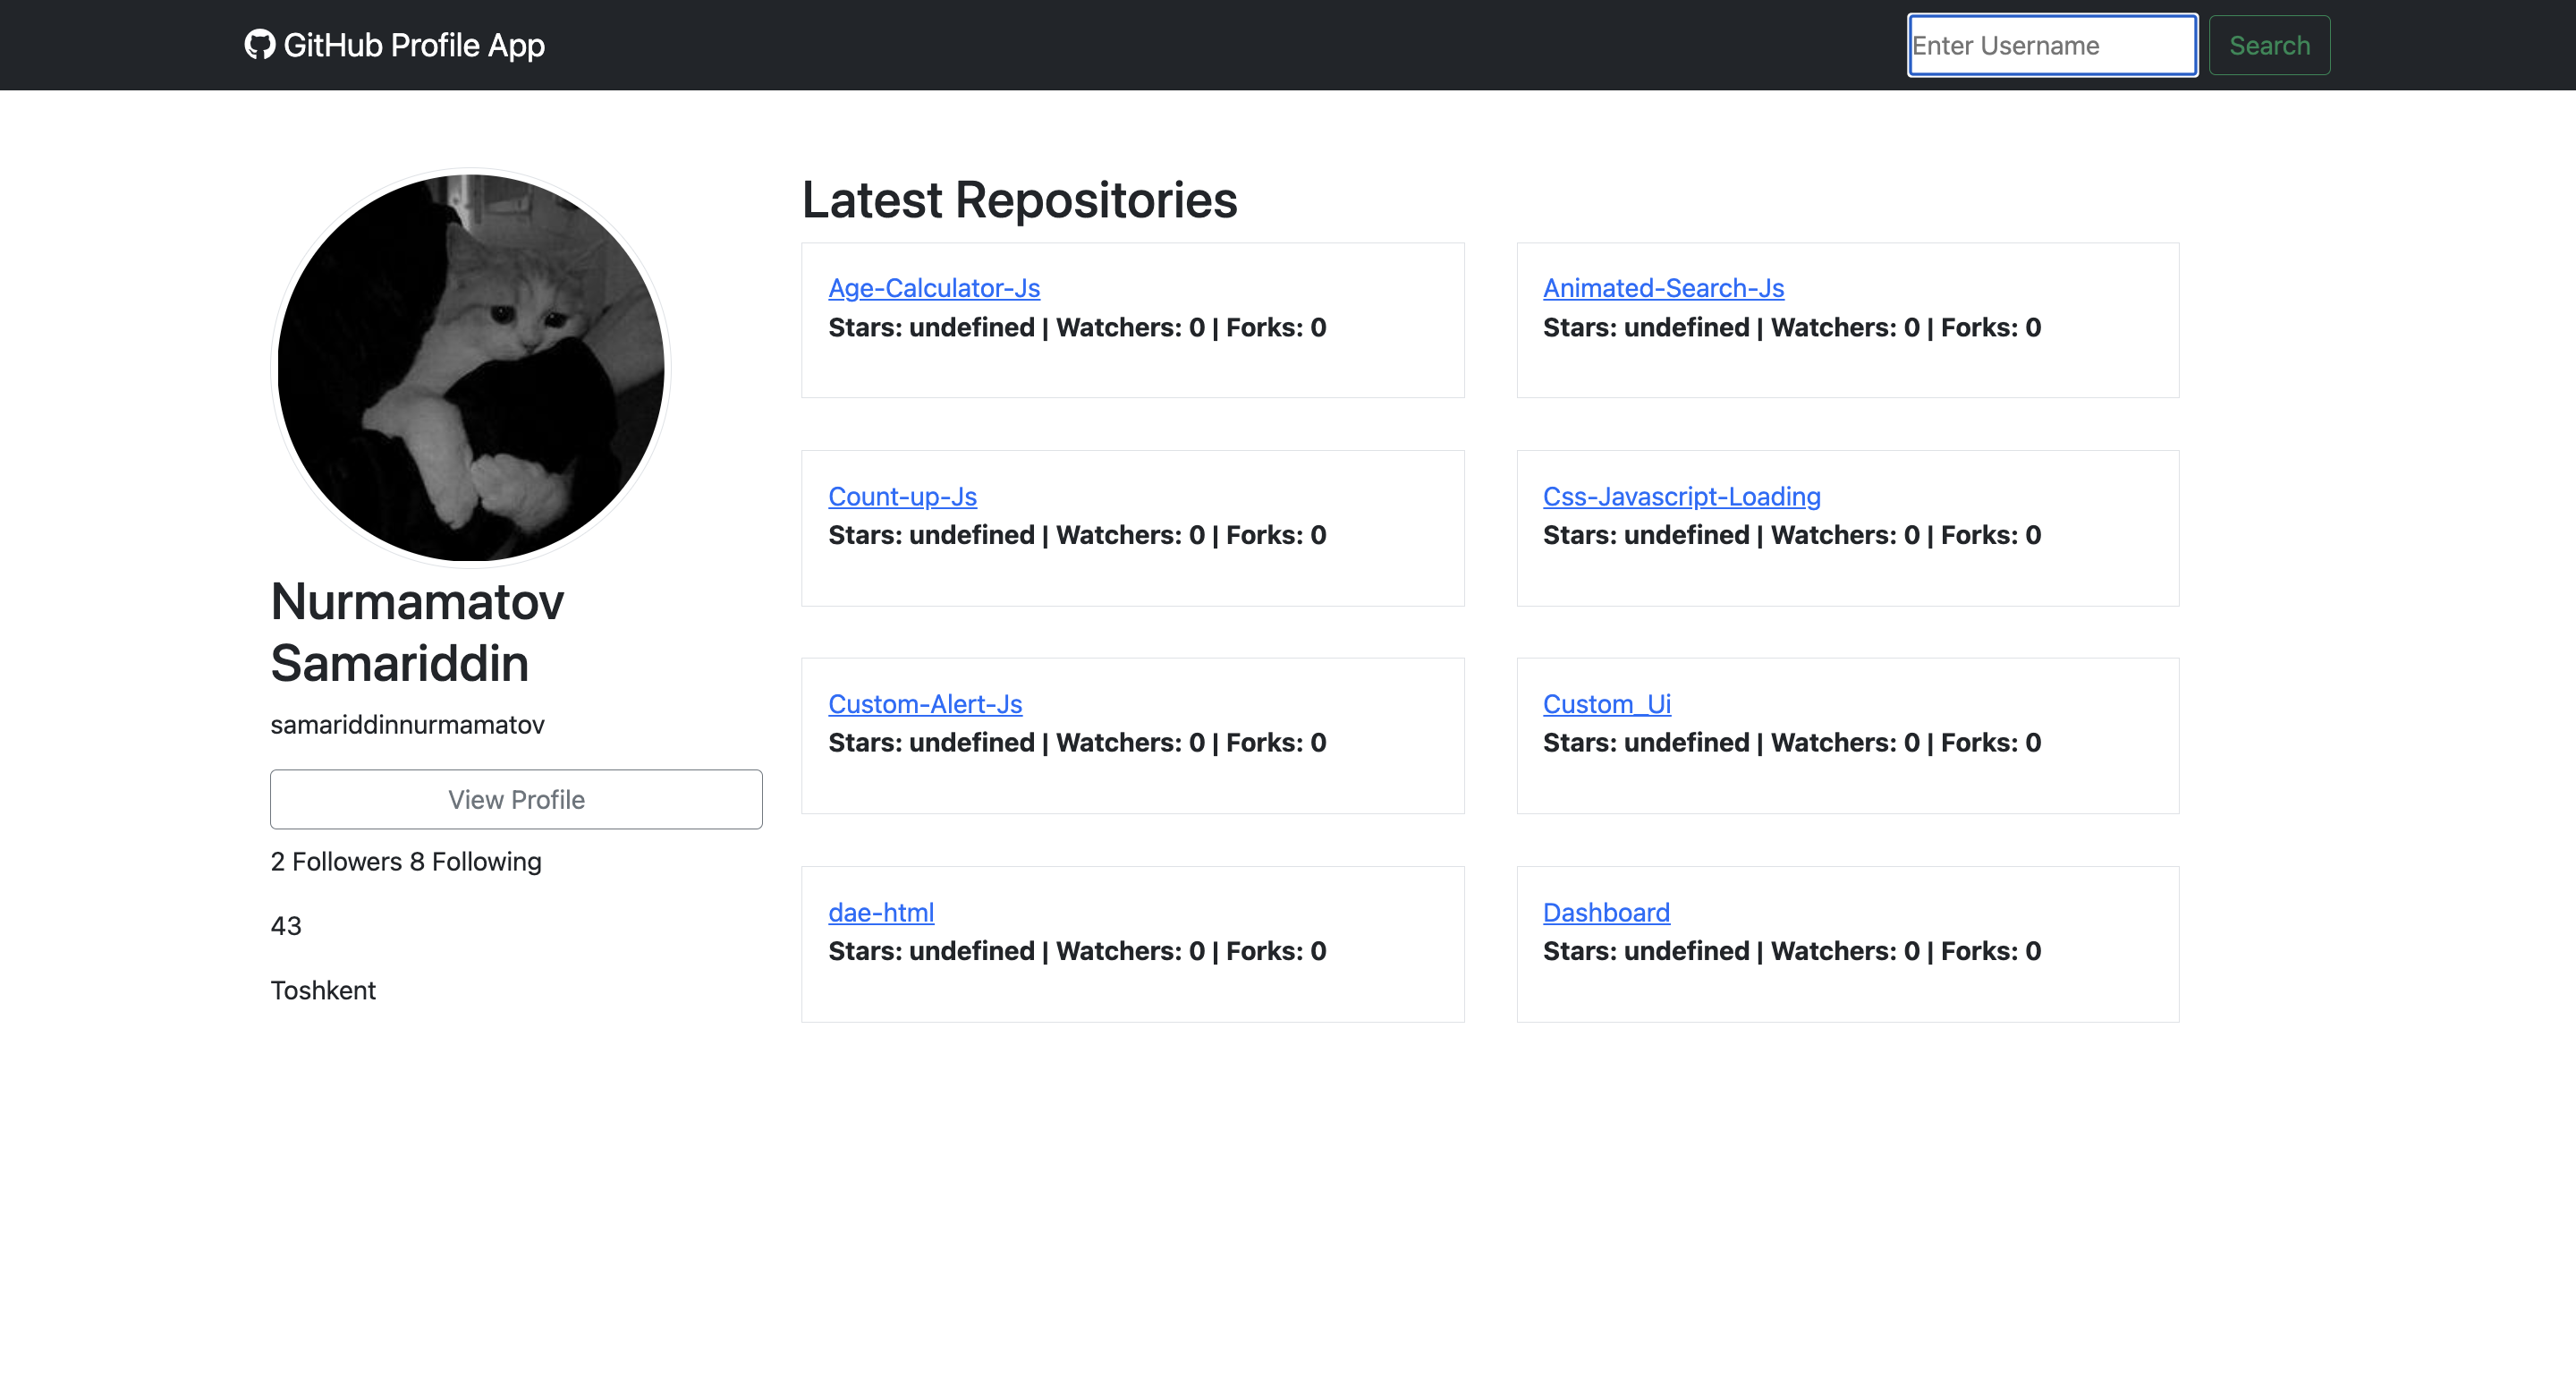 GitHub Profile App
Enter Username
Search
Nurmamatov
Samariddin
samariddinnurmamatov
View Profile
2 Followers 8 Following
43
Toshkent
Latest Repositories
Age-Calculator-Js
Stars: undefined | Watchers: 0 | Forks: 0
Animated-Search-Js
Stars: undefined | Watchers: 0 | Forks: 0
Count-up-Js
Stars: undefined | Watchers: 0 | Forks: 0
Css-Javascript-Loading
Stars: undefined | Watchers: 0 | Forks: 0
Custom-Alert-Js
Stars: undefined | Watchers: 0 | Forks: 0
Custom_Ui
Stars: undefined | Watchers: 0 | Forks: 0
dae-html
Stars: undefined | Watchers: 0 | Forks: 0
Dashboard
Stars: undefined | Watchers: 0 | Forks: 0